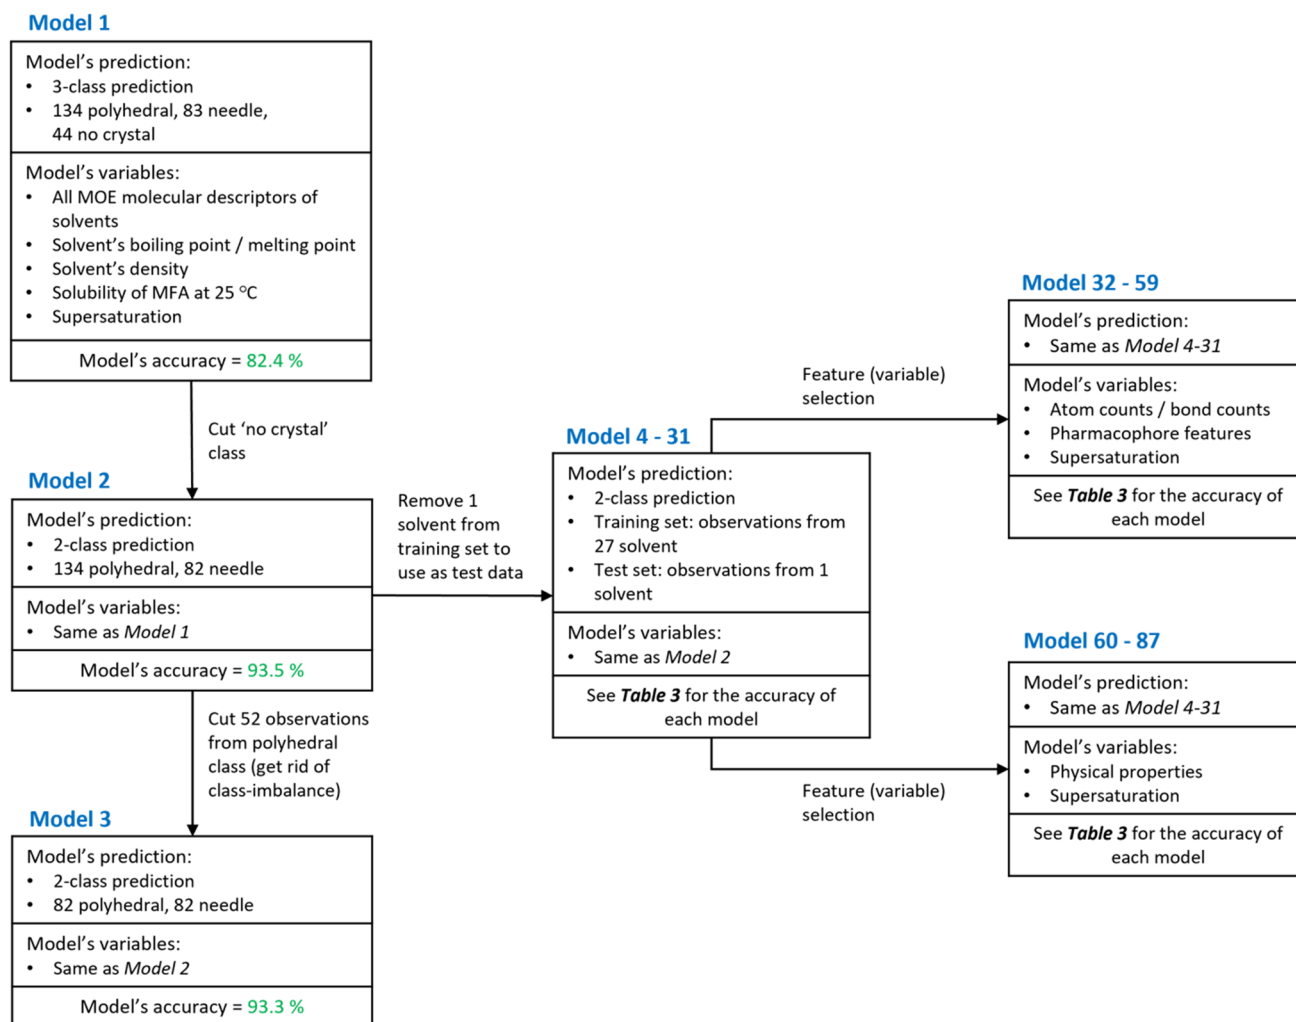 Model 1
Model's prediction:
• 3-class prediction
• 134 polyhedral, 83 needle,
44 no crystal
Model's variables:
• All MOE molecular descriptors of
solvents
• Solvent's boiling point / melting point
• Solvent's density
• Solubility of MFA at 25 °C
• Supersaturation
Model's accuracy = 82.4 %
Cut 'no crystal'
class
Model 2
Model's prediction:
• 2-class prediction
• 134 polyhedral, 82 needle
Model's variables:
• Same as Model 1
Model's accuracy = 93.5 %
Cut 52 observations
from polyhedral
class (get rid of
class-imbalance)
Model 3
Model's prediction:
• 2-class prediction
• 82 polyhedral, 82 needle
Model's variables:
• Same as Model 2
Model's accuracy = 93.3 %
Remove 1
solvent from
training set to
use as test data
Model 4 - 31
Model's prediction:
• 2-class prediction
• Training set: observations from
27 solvent
• Test set: observations from 1
solvent
Model's variables:
• Same as Model 2
See Table 3 for the accuracy of
each model
Feature (variable)
selection
Model 32 - 59
Model's prediction:
• Same as Model 4-31
Model's variables:
• Atom counts / bond counts
• Pharmacophore features
• Supersaturation
See Table 3 for the accuracy of
each model
Feature (variable)
selection
Model 60 - 87
Model's prediction:
• Same as Model 4-31
Model's variables:
• Physical properties
• Supersaturation
See Table 3 for the accuracy of
each model